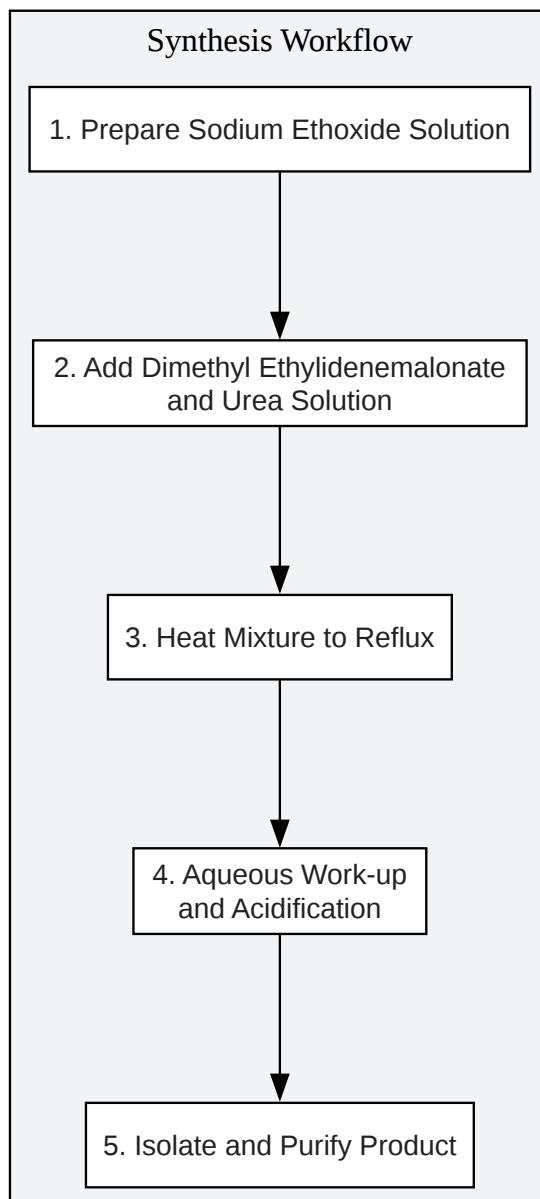 Synthesis Workflow
1. Prepare Sodium Ethoxide Solution
2. Add Dimethyl Ethylidenemalonate
and Urea Solution
3. Heat Mixture to Reflux
4. Aqueous Work-up
and Acidification
5. Isolate and Purify Product